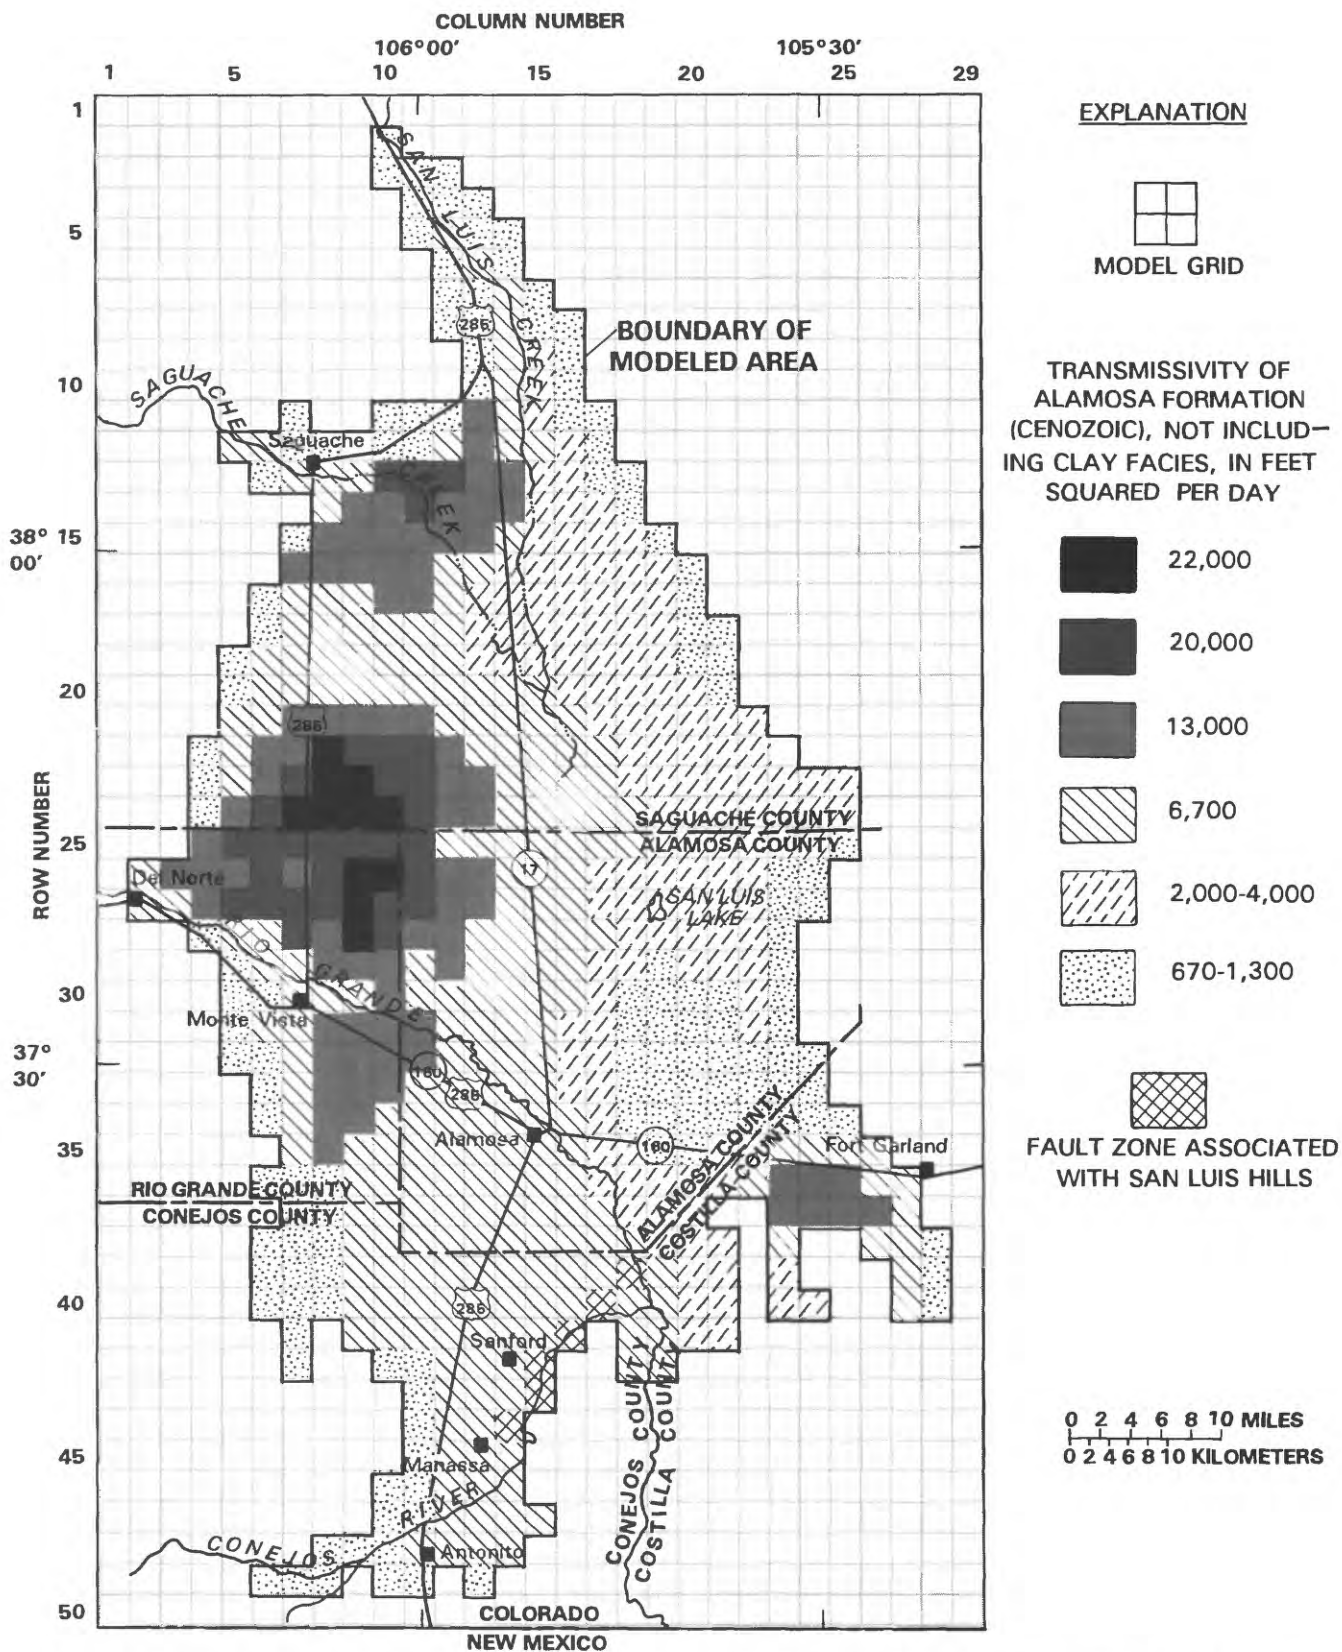 COLUMN NUMBER
106°00' 105°30'
1 5 10 15 20 25 29
1
5
10
15
20
25
30
35
40
45
50
ROW NUMBER
38°
00'
37°
30'
SAN LUIS CREEK
286
BOUNDARY OF
MODELED AREA
SAGUACHE
CREEK
Saguache
286
SAGUACHE COUNTY
ALAMOSA COUNTY
17
Del Norte
SAN LUIS
LAKE
RIO GRANDE
Monte Vista
160
286
Alamosa
160
Fort Garland
ALAMOSA COUNTY
COSTILLA COUNTY
RIO GRANDE COUNTY
CONEJOS COUNTY
286
Sanford
CONEJOS COUNTY
COSTILLA COUNTY
Manassa
CONEJOS RIVER
Antonito
COLORADO
NEW MEXICO
EXPLANATION
MODEL GRID
TRANSMISSIVITY OF
ALAMOSA FORMATION
(CENOZOIC), NOT INCLUD-
ING CLAY FACIES, IN FEET
SQUARED PER DAY
22,000
20,000
13,000
6,700
2,000-4,000
670-1,300
FAULT ZONE ASSOCIATED
WITH SAN LUIS HILLS
0 2 4 6 8 10 MILES
0 2 4 6 8 10 KILOMETERS